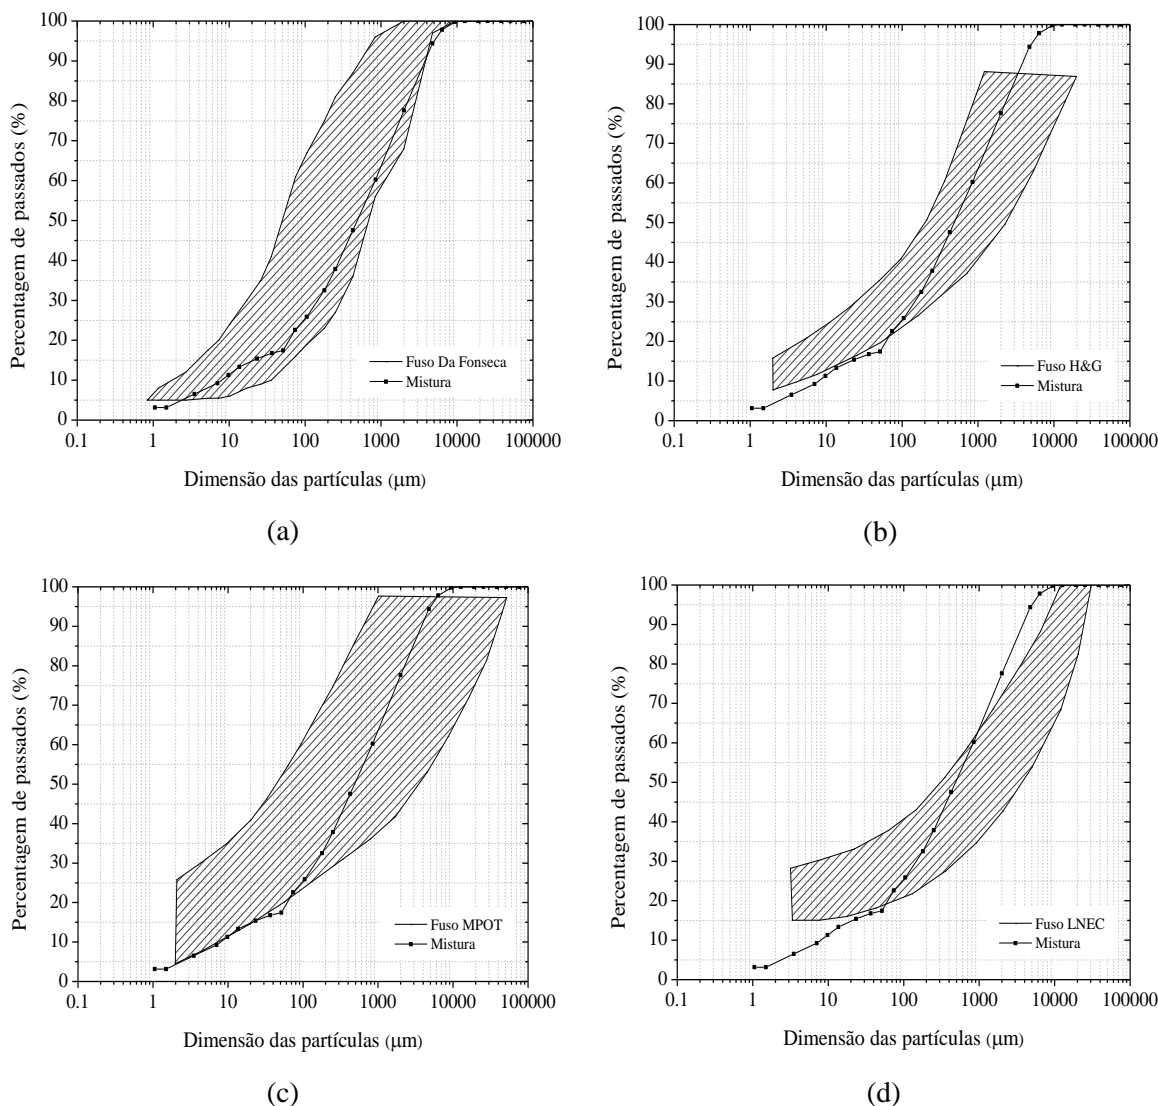 100
90
80
70
60
50
40
30
20
10
0
Percentagem de passados (%)
Fuso Da Fonseca
Mistura
0.1 1 10 100 1000 10000 100000
Dimensão das partículas (μm)
(a)
100
90
80
70
60
50
40
30
20
10
0
Percentagem de passados (%)
Fuso H&G
Mistura
0.1 1 10 100 1000 10000 100000
Dimensão das partículas (μm)
(b)
100
90
80
70
60
50
40
30
20
10
0
Percentagem de passados (%)
Fuso MPOT
Mistura
0.1 1 10 100 1000 10000 100000
Dimensão das partículas (μm)
(c)
100
90
80
70
60
50
40
30
20
10
0
Percentagem de passados (%)
Fuso LNEC
Mistura
0.1 1 10 100 1000 10000 100000
Dimensão das partículas (μm)
(d)